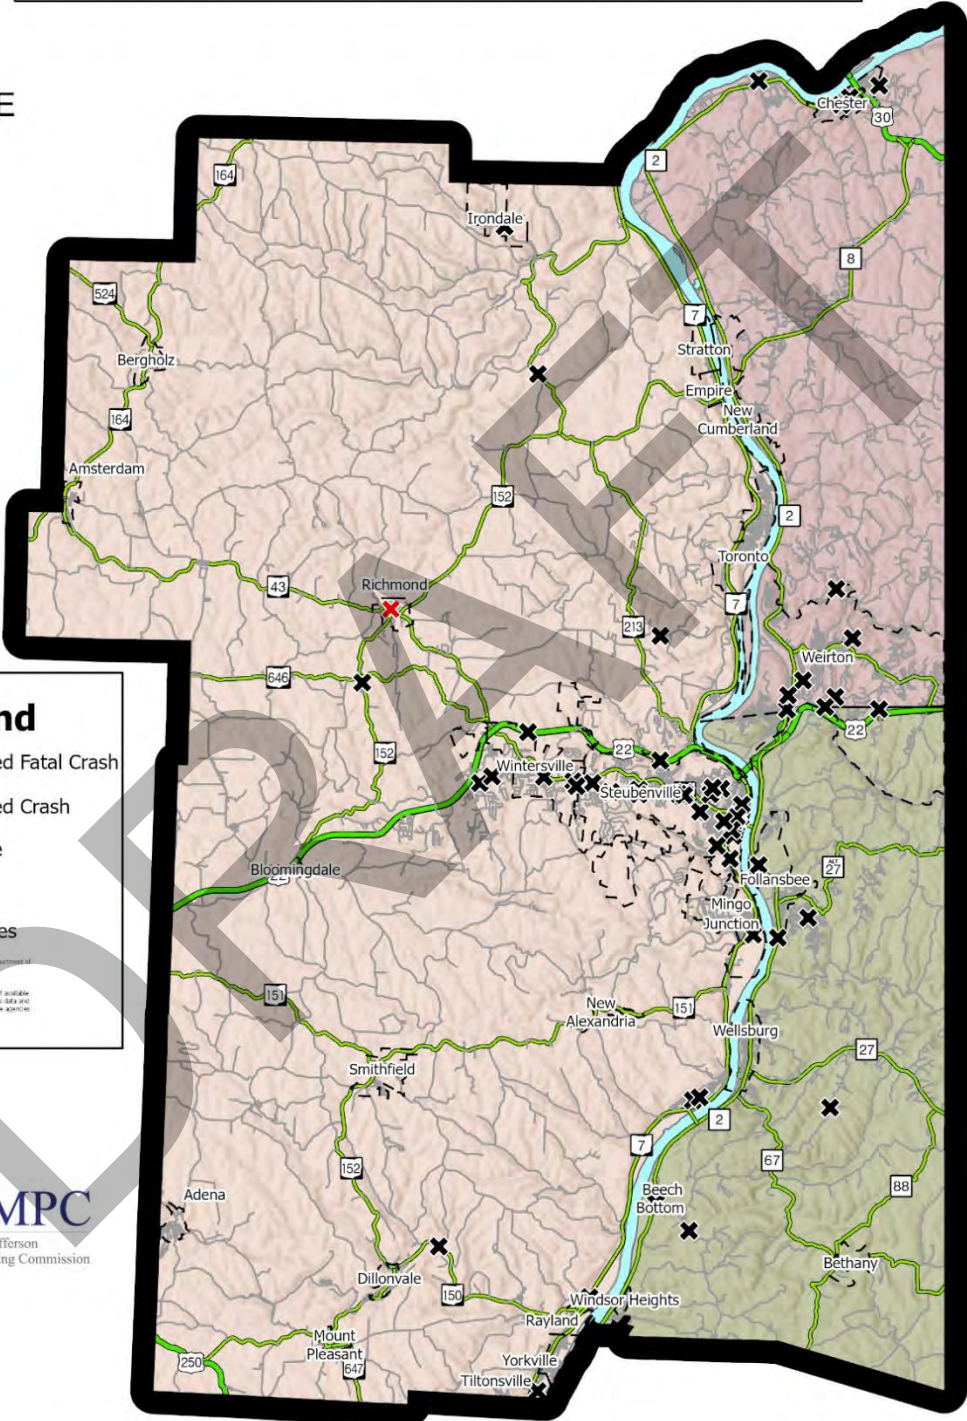 E
Chester
30
2
164
Irondale
8
524
7
Stratton
Bergholz
Empire
New
Cumberland
164
Amsterdam
152
2
Toronto
43
Richmond
7
213
Weirton
646
nd
22
ed Fatal Crash
152
22
Wintersville
ed Crash
Steubenville
e
Bloomingdale
22
ALT
27
Follansbee
Mingo
Junction
es
151
New
Alexandria
151
Wellsburg
Smithfield
27
2
7
67
152
88
Beech
Bottom
Adena
MPC
fferson
ing Commission
Bethany
Dillonvale
150
Windsor Heights
Rayland
Mount
Pleasant
250
647
Yorkville
Tiltonsville
DRAFT